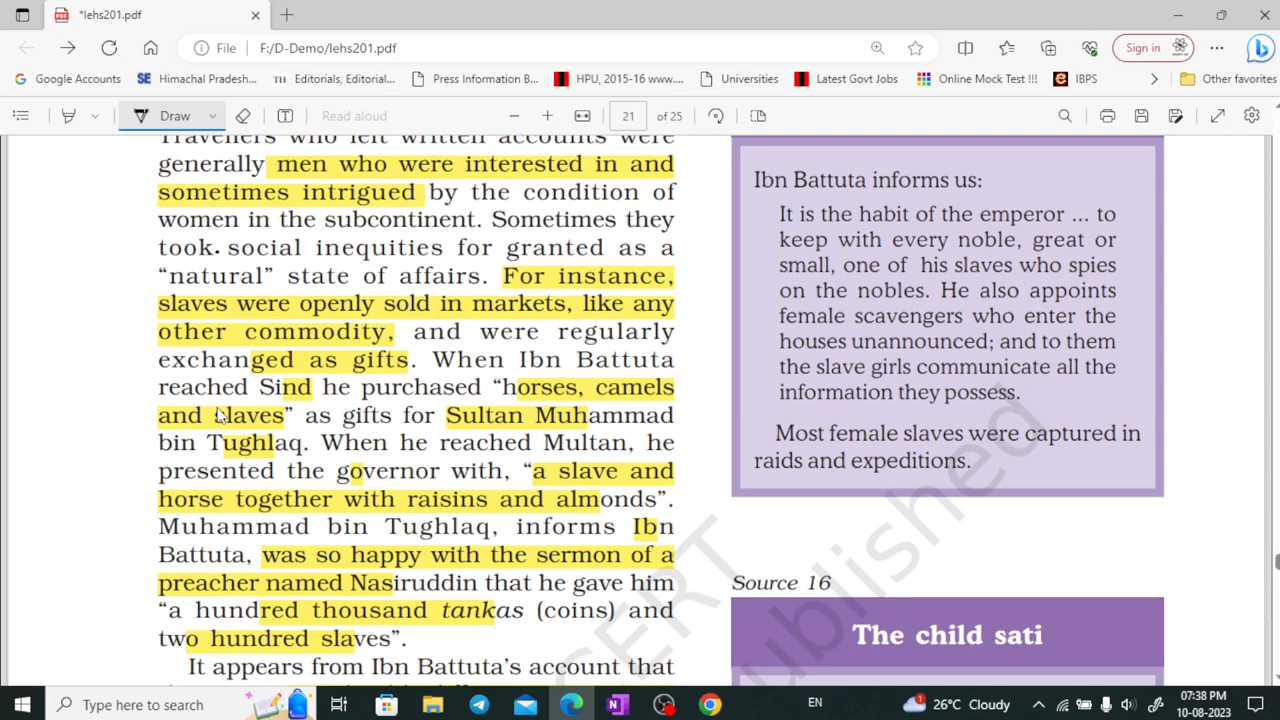 *lehs201.pdf
File
F:/D-Demo/lehs201.pdf
Sign in
Google Accounts
SE Himachal Pradesh...
TH Editorials, Editorial...
Press Information B...
HPU, 2015-16 www....
Universities
Latest Govt Jobs
Online Mock Test !!!
IBPS
Other favorites
Draw
Read aloud
21 of 25
Travellers who left written accounts were
generally men who were interested in and
sometimes intrigued by the condition of
women in the subcontinent. Sometimes they
took social inequities for granted as a
“natural” state of affairs. For instance,
slaves were openly sold in markets, like any
other commodity, and were regularly
exchanged as gifts. When Ibn Battuta
reached Sind he purchased “horses, camels
and slaves” as gifts for Sultan Muhammad
bin Tughlaq. When he reached Multan, he
presented the governor with, “a slave and
horse together with raisins and almonds”.
Muhammad bin Tughlaq, informs Ibn
Battuta, was so happy with the sermon of a
preacher named Nasiruddin that he gave him
“a hundred thousand tankas (coins) and
two hundred slaves”.
It appears from Ibn Battuta’s account that
Ibn Battuta informs us:
It is the habit of the emperor ... to
keep with every noble, great or
small, one of his slaves who spies
on the nobles. He also appoints
female scavengers who enter the
houses unannounced; and to them
the slave girls communicate all the
information they possess.
Most female slaves were captured in
raids and expeditions.
Source 16
The child sati
Type here to search
26°C Cloudy
EN
07:38 PM
10-08-2023